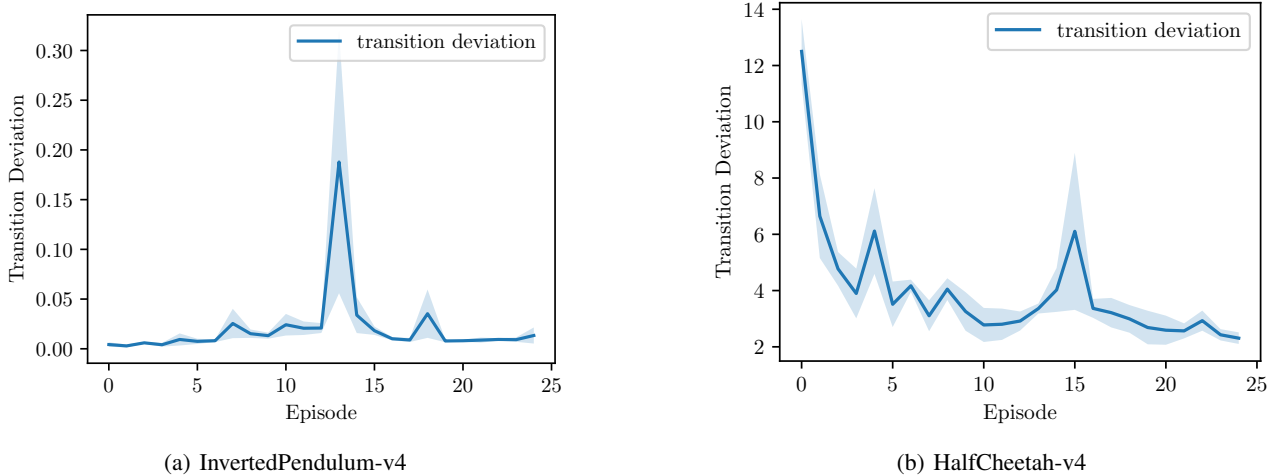 0.30
0.25
0.20
0.15
0.10
0.05
0.00
Transition Deviation
transition deviation
0 5 10 15 20 25
Episode
(a) InvertedPendulum-v4
14
12
10
8
6
4
2
Transition Deviation
transition deviation
0 5 10 15 20 25
Episode
(b) HalfCheetah-v4